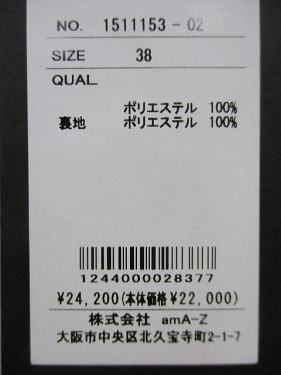 NO. 1511153-02
SIZE 38
QUAL
ポリエステル 100%
裏地 ポリエステル 100%
1244000028377
¥24,200(本体価格¥22,000)
株式会社 amA-Z
大阪市中央区北久宝寺町2-1-7